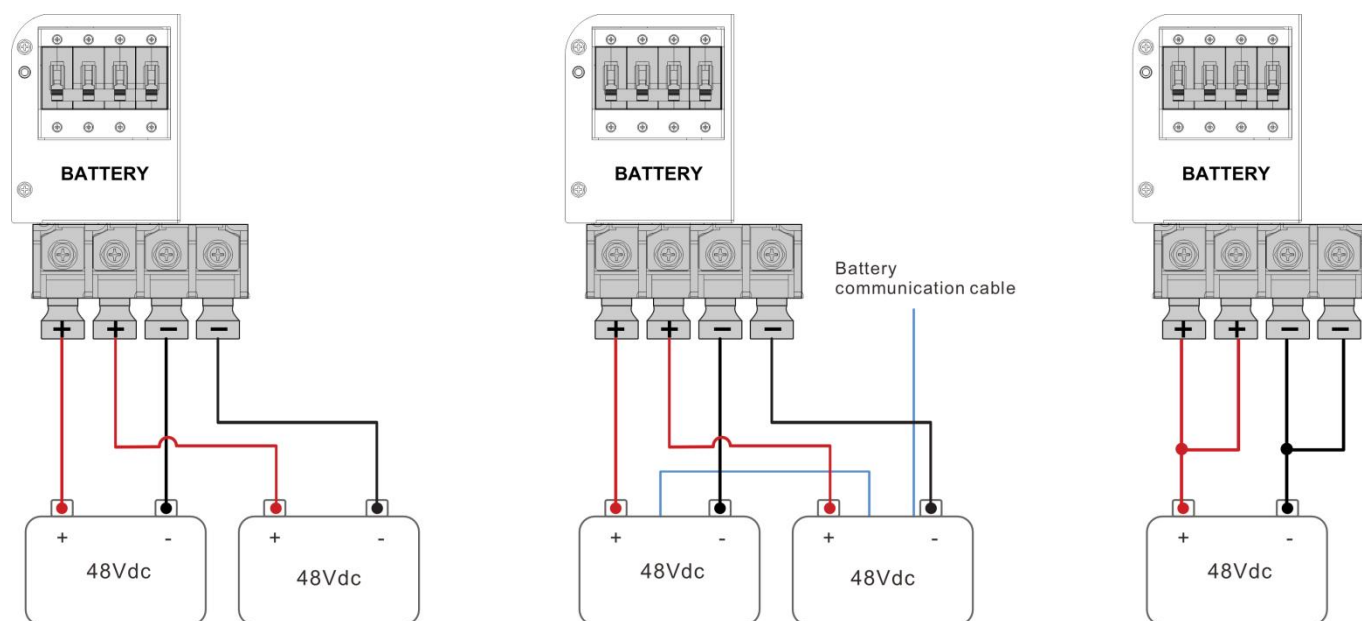 BATTERY
+ + − −
+ - + -
48Vdc 48Vdc
BATTERY
Battery
communication cable
+ + − −
+ - + -
48Vdc 48Vdc
BATTERY
+ + − −
+ -
48Vdc